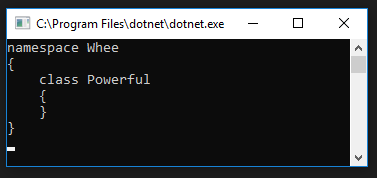 C:\Program Files\dotnet\dotnet.exe
namespace Whee
{
    class Powerful
    {
    }
}